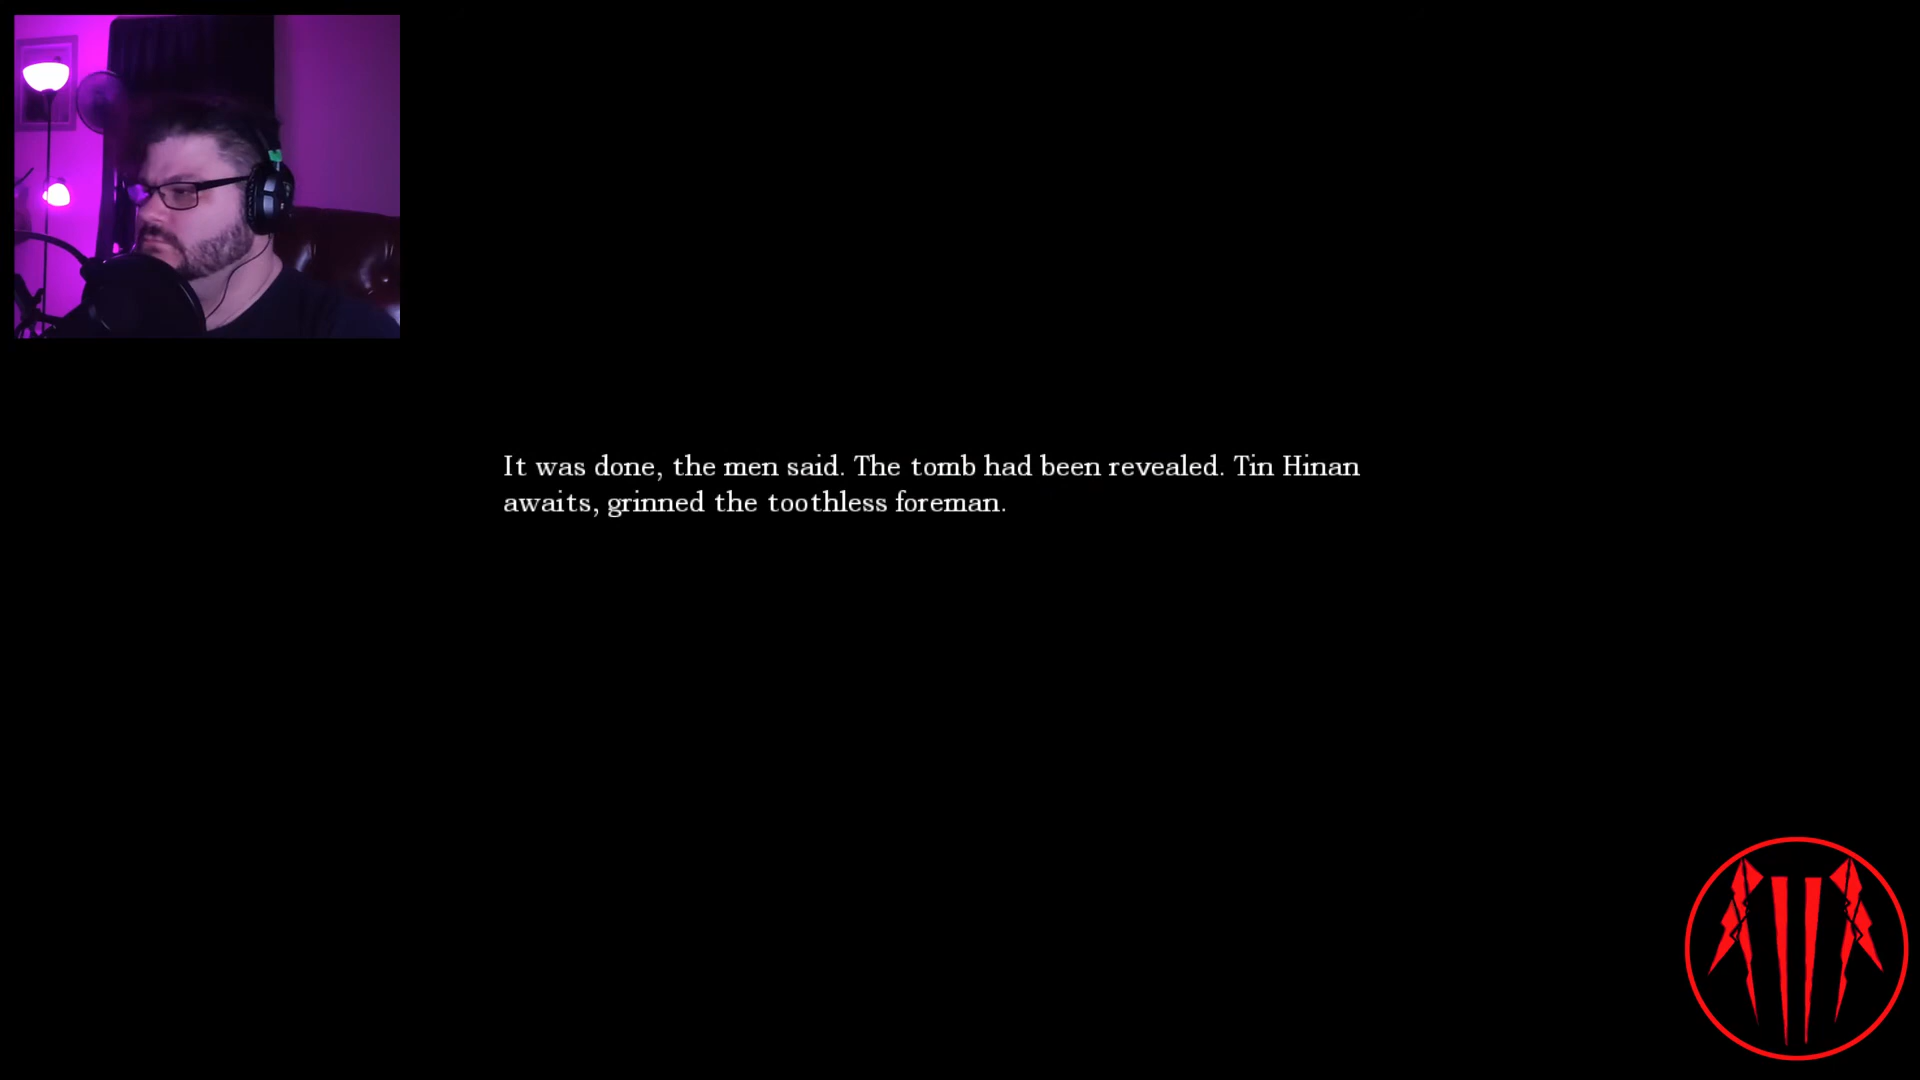 It was done, the men said. The tomb had been revealed. Tin Hinan
awaits, grinned the toothless foreman.